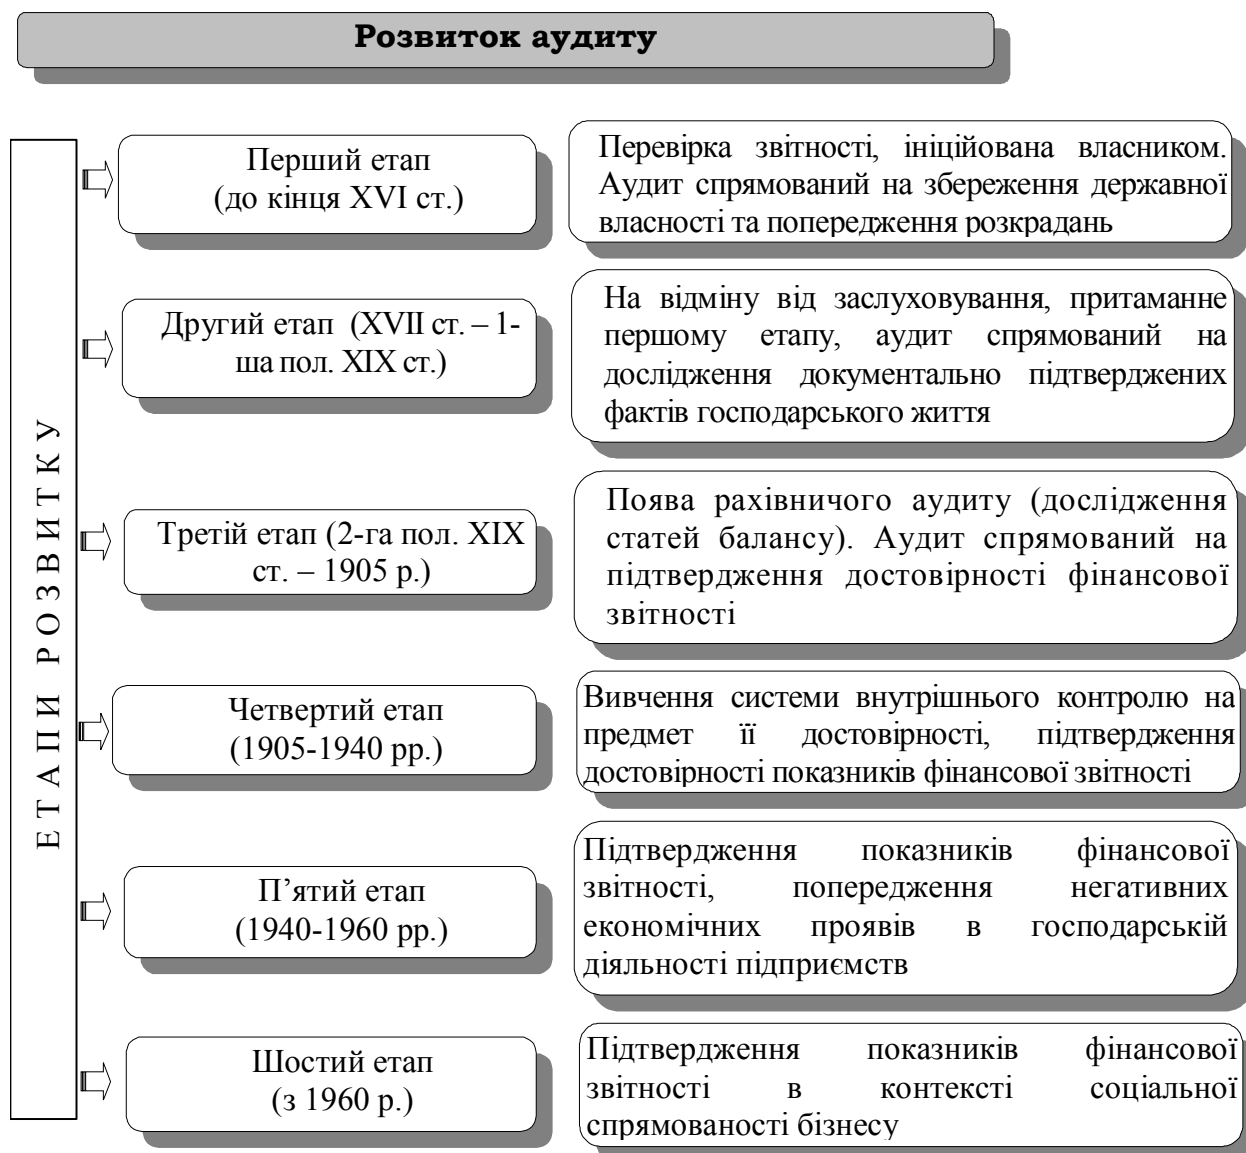 Розвиток аудиту
ЕТАПИ РОЗВИТКУ
Перший етап
(до кінця XVI ст.)
Перевірка звітності, ініційована власником.
Аудит спрямований на збереження державної
власності та попередження розкрадань
Другий етап (XVII ст. – 1-
ша пол. XIX ст.)
На відміну від заслуховування, притаманне
першому етапу, аудит спрямований на
дослідження документально підтверджених
фактів господарського життя
Третій етап (2-га пол. XIX
ст. – 1905 р.)
Поява рахівничого аудиту (дослідження
статей балансу). Аудит спрямований на
підтвердження достовірності фінансової
звітності
Четвертий етап
(1905-1940 рр.)
Вивчення системи внутрішнього контролю на
предмет її достовірності, підтвердження
достовірності показників фінансової звітності
П’ятий етап
(1940-1960 рр.)
Підтвердження показників фінансової
звітності, попередження негативних
економічних проявів в господарській
діяльності підприємств
Шостий етап
(з 1960 р.)
Підтвердження показників фінансової
звітності в контексті соціальної
спрямованості бізнесу